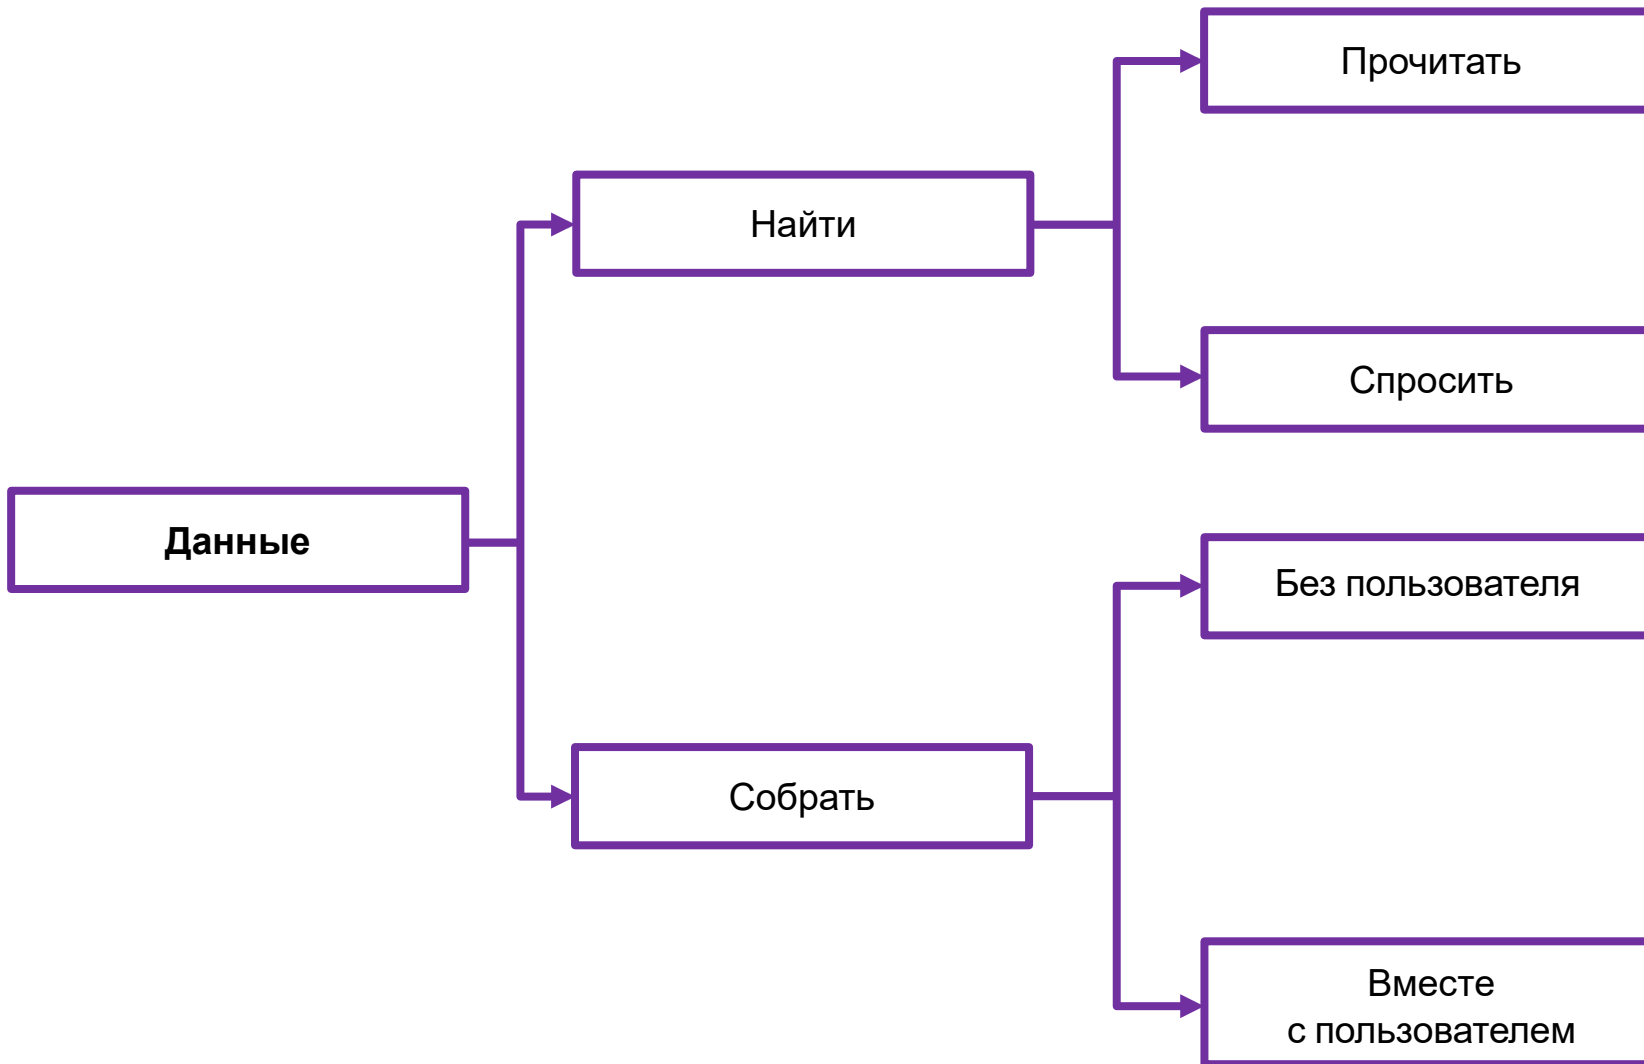 Прочитать
Найти
Спросить
Данные
Без пользователя
Собрать
Вместе
с пользователем